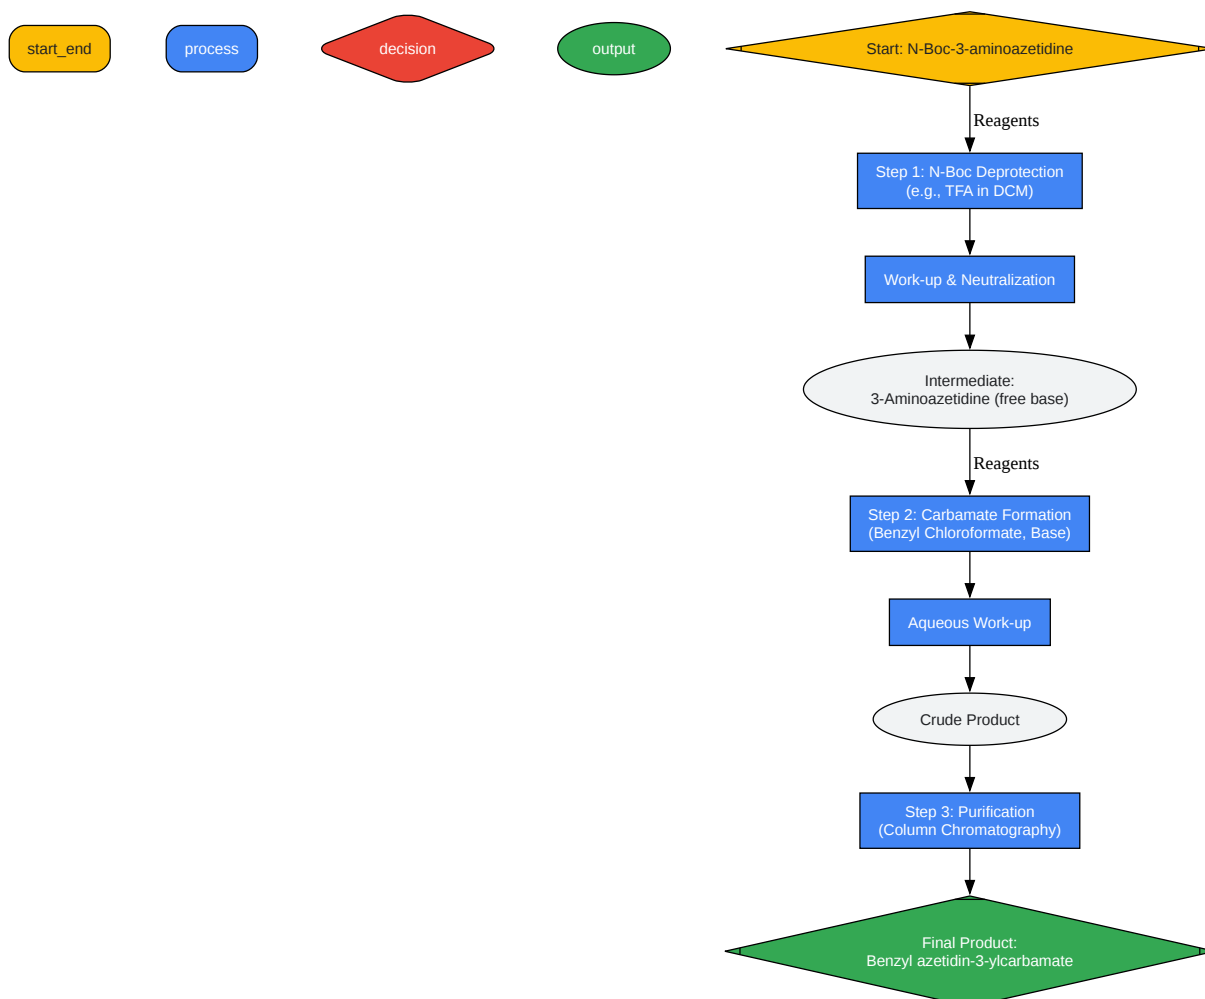 start_end
process
decision
output
Start: N-Boc-3-aminoazetidine
Reagents
Step 1: N-Boc Deprotection
(e.g., TFA in DCM)
Work-up & Neutralization
Intermediate:
3-Aminoazetidine (free base)
Reagents
Step 2: Carbamate Formation
(Benzyl Chloroformate, Base)
Aqueous Work-up
Crude Product
Step 3: Purification
(Column Chromatography)
Final Product:
Benzyl azetidin-3-ylcarbamate